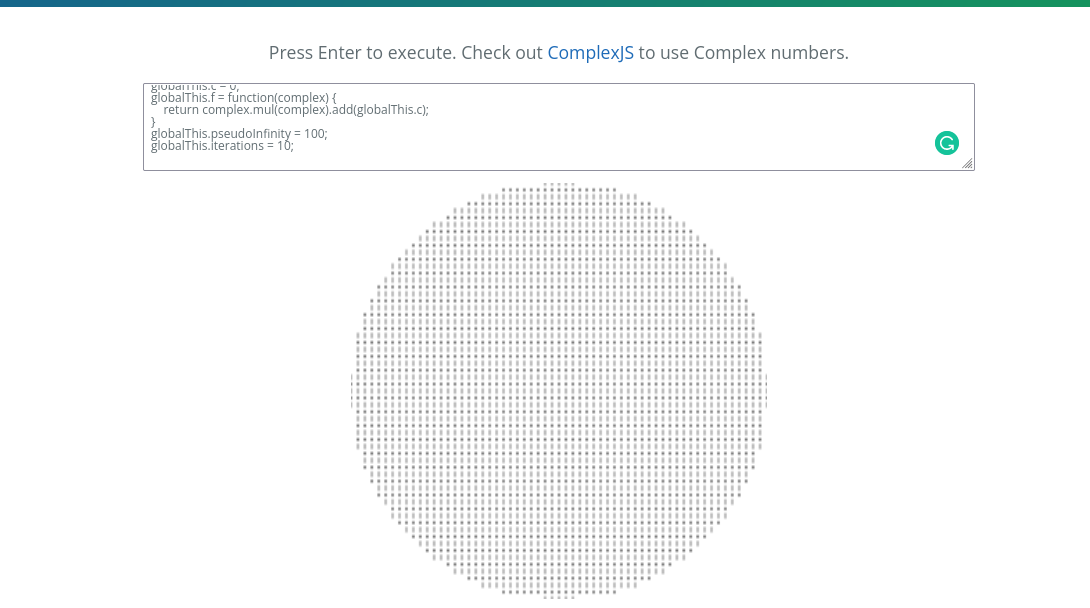 Press Enter to execute. Check out ComplexJS to use Complex numbers.
globalThis.c = 0;
globalThis.f = function(complex) {
    return complex.mul(complex).add(globalThis.c);
}
globalThis.pseudoInfinity = 100;
globalThis.iterations = 10;